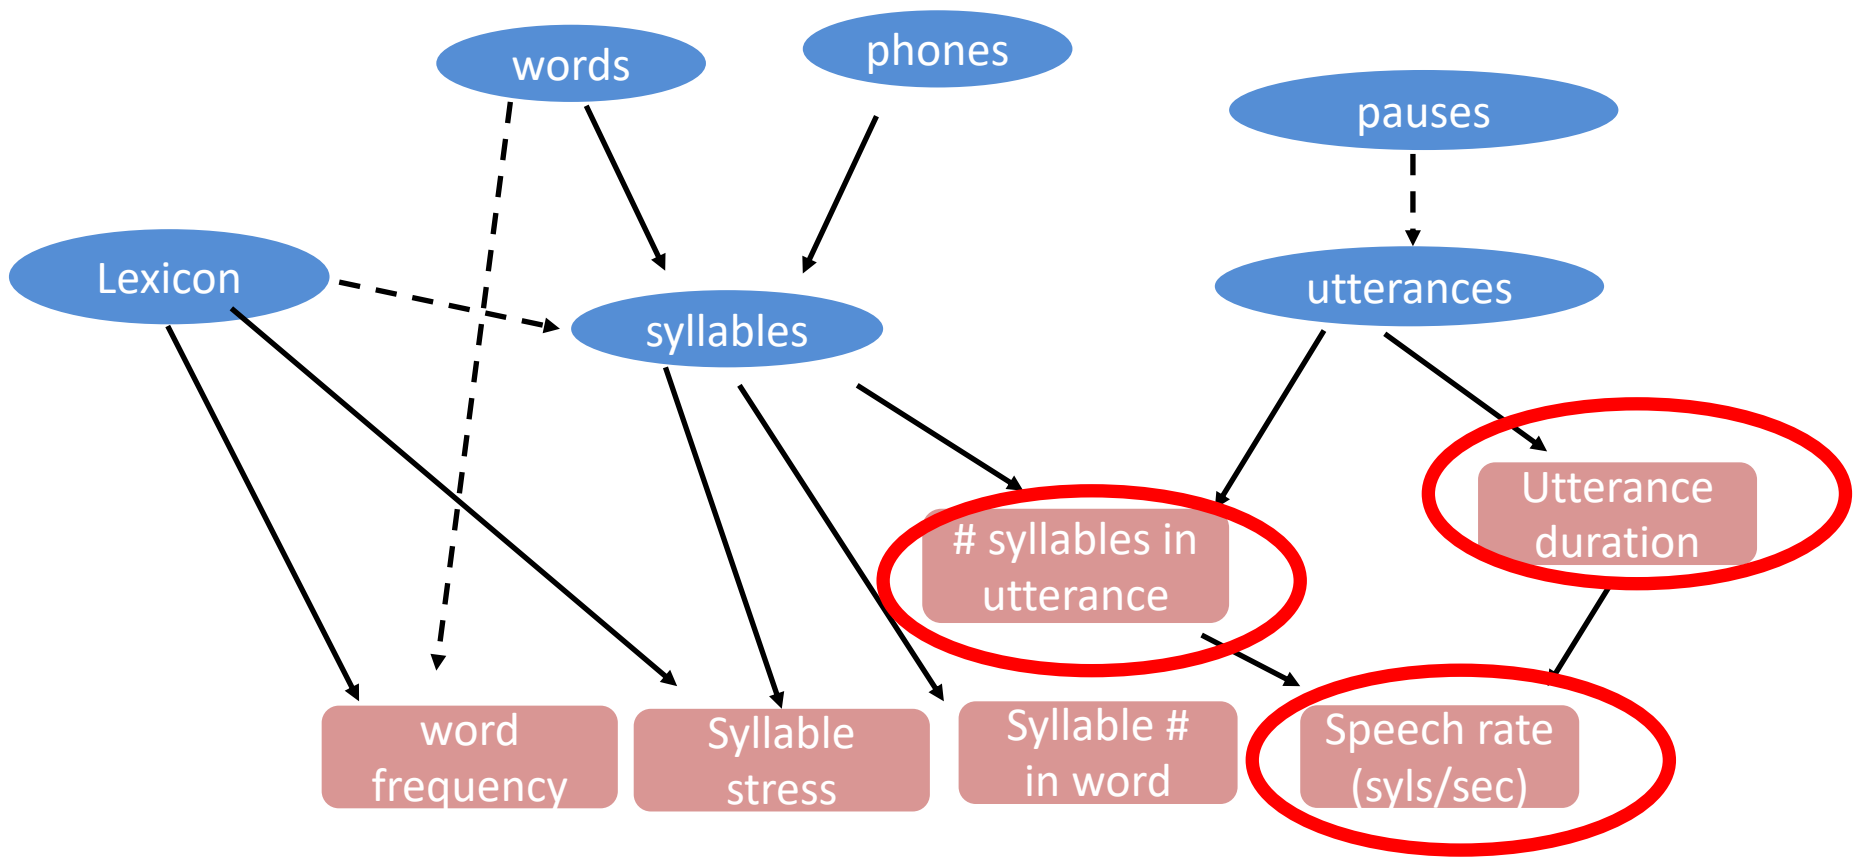 words
phones
pauses
Lexicon
utterances
syllables
Utterance
duration
# syllables in
utterance
word
frequency
Syllable
stress
Syllable #
in word
Speech rate
(syls/sec)